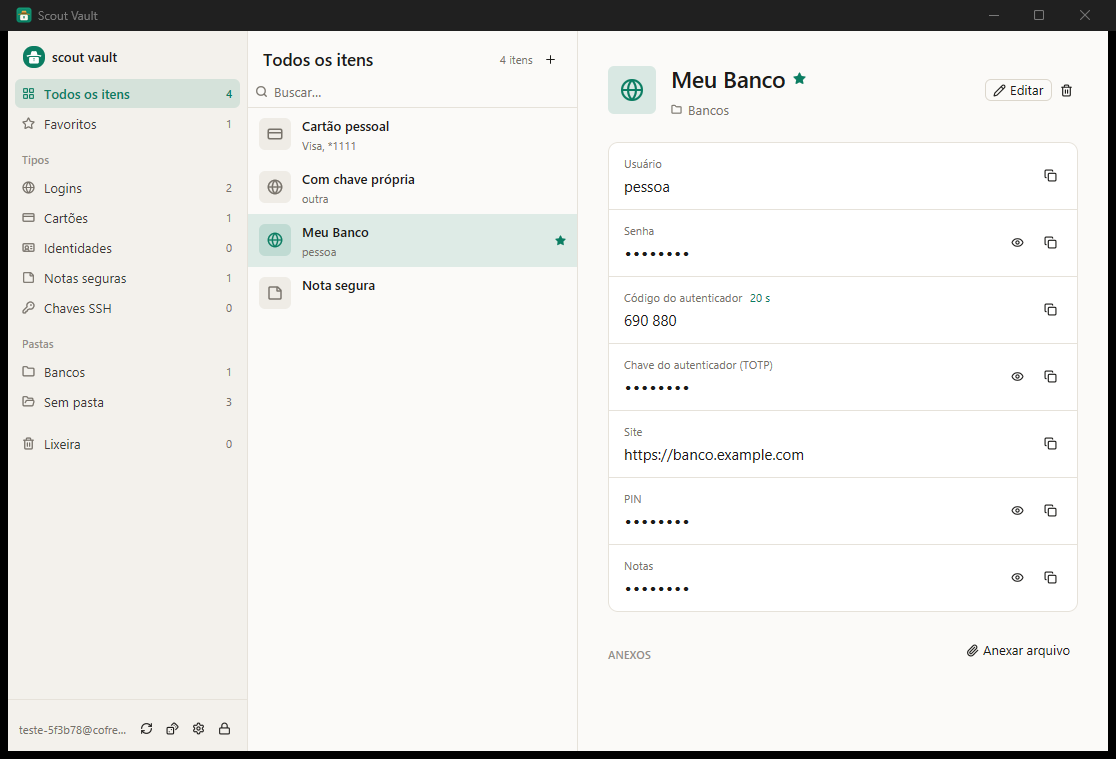 Scout Vault
scout vault
Todos os itens 4
Favoritos 1
Tipos
Logins 2
Cartões 1
Identidades 0
Notas seguras 1
Chaves SSH 0
Pastas
Bancos 1
Sem pasta 3
Lixeira 0
teste-5f3b78@cofre...
Todos os itens 4 itens
Buscar...
Cartão pessoal
Visa, *1111
Com chave própria
outra
Meu Banco
pessoa
Nota segura
Meu Banco
Bancos
Editar
Usuário
pessoa
Senha
••••••••
Código do autenticador 20 s
690 880
Chave do autenticador (TOTP)
••••••••
Site
https://banco.example.com
PIN
••••••••
Notas
••••••••
ANEXOS
Anexar arquivo